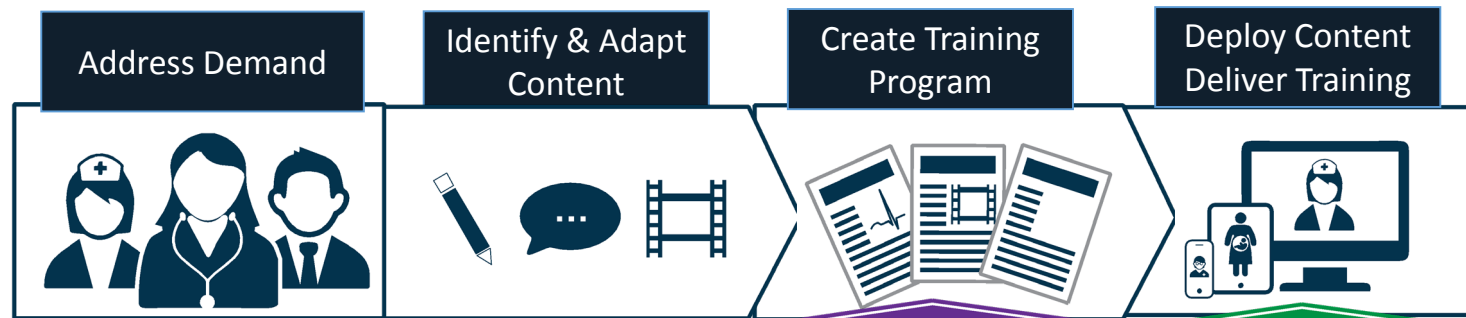 Address Demand
Identify & Adapt
Content
Create Training
Program
Deploy Content
Deliver Training
...